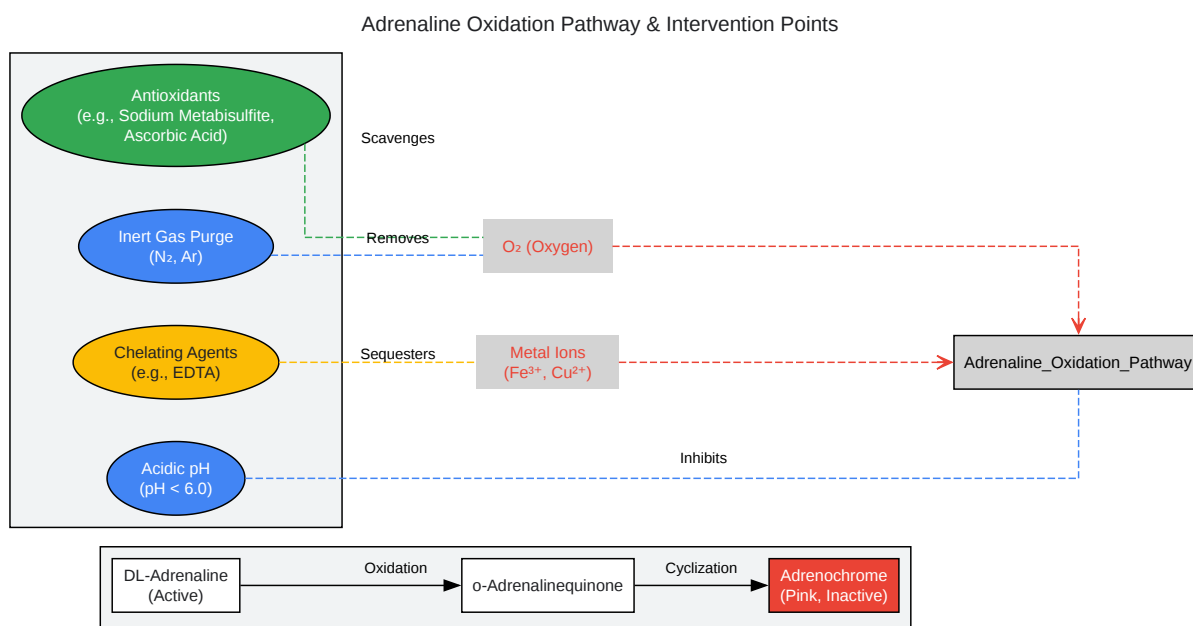 Adrenaline Oxidation Pathway & Intervention Points
Antioxidants
(e.g., Sodium Metabisulfite,
Ascorbic Acid)
Scavenges
Inert Gas Purge
(N₂, Ar)
Removes
O₂ (Oxygen)
Chelating Agents
(e.g., EDTA)
Sequesters
Metal Ions
(Fe³⁺, Cu²⁺)
Adrenaline_Oxidation_Pathway
Acidic pH
(pH < 6.0)
Inhibits
DL-Adrenaline
(Active)
Oxidation
o-Adrenalinequinone
Cyclization
Adrenochrome
(Pink, Inactive)